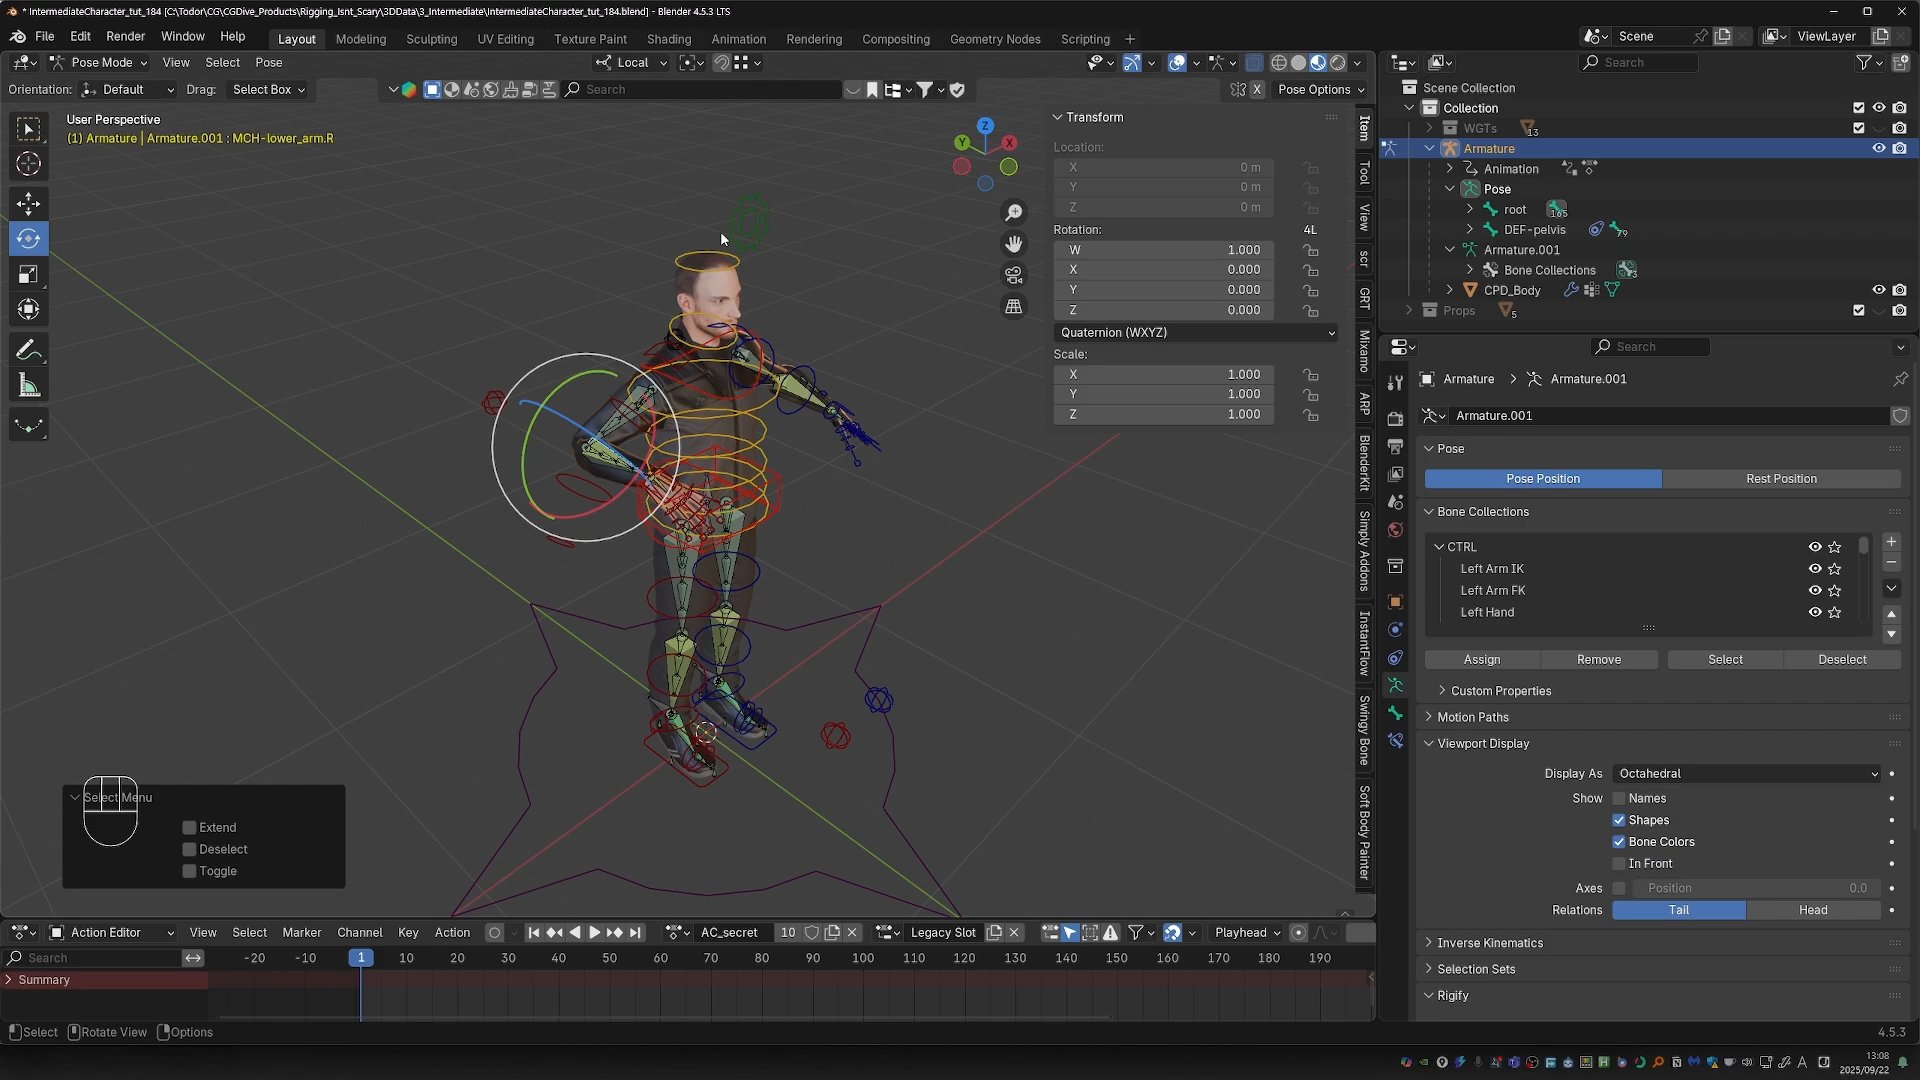 * IntermediateCharacter_tut_184 [C:\Todor\CG\CGDive_Products\Rigging_Isnt_Scary\3DData\3_Intermediate\IntermediateCharacter_tut_184.blend] - Blender 4.5.3 LTS
File Edit Render Window Help Layout Modeling Sculpting UV Editing Texture Paint Shading Animation Rendering Compositing Geometry Nodes Scripting + Scene ViewLayer
Pose Mode View Select Pose Local Search
Orientation: Default Drag: Select Box Search X Pose Options
Scene Collection
Collection
WGTs 13
Armature
Animation
Pose
root 165
DEF-pelvis 79
Armature.001
Bone Collections 3
CPD_Body
Props 5
User Perspective
(1) Armature | Armature.001 : MCH-lower_arm.R
Z
Y
X
Transform
Location:
X 0 m
Y 0 m
Z 0 m
Rotation: 4L
W 1.000
X 0.000
Y 0.000
Z 0.000
Quaternion (WXYZ)
Scale:
X 1.000
Y 1.000
Z 1.000
Item
Tool
View
scr
GRT
Mixamo
ARP
BlenderKit
Simply Addons
InstantFlow
Swingy Bone
Soft Body Painter
Search
Armature > Armature.001
Armature.001
Pose
Pose Position Rest Position
Bone Collections
CTRL
Left Arm IK
Left Arm FK
Left Hand
Assign Remove Select Deselect
Custom Properties
Motion Paths
Viewport Display
Display As Octahedral
Show Names
Shapes
Bone Colors
In Front
Axes Position 0.0
Relations Tail Head
Inverse Kinematics
Selection Sets
Rigify
Select Menu
Extend
Deselect
Toggle
Action Editor View Select Marker Channel Key Action AC_secret 10 Legacy Slot Playhead
Search -20 -10 1 10 20 30 40 50 60 70 80 90 100 110 120 130 140 150 160 170 180 190
Summary
Select Rotate View Options 4.5.3
13:08
2025/09/22